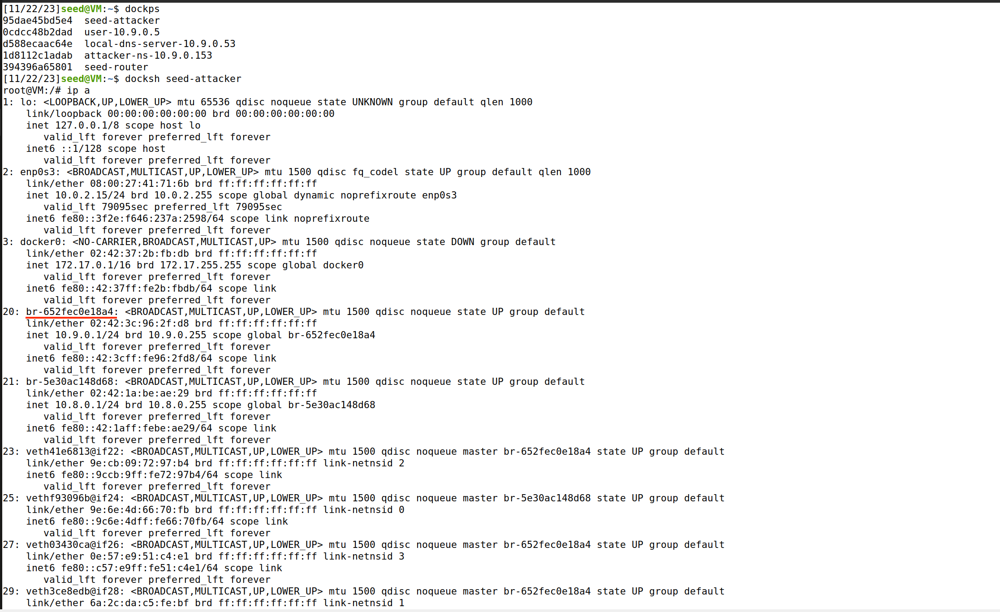 [11/22/23]seed@VM:~$ dockps
95dae45bd5e4  seed-attacker
0cdcc48b2dad  user-10.9.0.5
d588ecaac64e  local-dns-server-10.9.0.53
1d8112c1adab  attacker-ns-10.9.0.153
394396a65801  seed-router
[11/22/23]seed@VM:~$ docksh seed-attacker
root@VM:/# ip a
1: lo: <LOOPBACK,UP,LOWER_UP> mtu 65536 qdisc noqueue state UNKNOWN group default qlen 1000
    link/loopback 00:00:00:00:00:00 brd 00:00:00:00:00:00
    inet 127.0.0.1/8 scope host lo
       valid_lft forever preferred_lft forever
    inet6 ::1/128 scope host
       valid_lft forever preferred_lft forever
2: enp0s3: <BROADCAST,MULTICAST,UP,LOWER_UP> mtu 1500 qdisc fq_codel state UP group default qlen 1000
    link/ether 08:00:27:41:71:6b brd ff:ff:ff:ff:ff:ff
    inet 10.0.2.15/24 brd 10.0.2.255 scope global dynamic noprefixroute enp0s3
       valid_lft 79095sec preferred_lft 79095sec
    inet6 fe80::3f2e:f646:237a:2598/64 scope link noprefixroute
       valid_lft forever preferred_lft forever
3: docker0: <NO-CARRIER,BROADCAST,MULTICAST,UP> mtu 1500 qdisc noqueue state DOWN group default
    link/ether 02:42:37:2b:fb:db brd ff:ff:ff:ff:ff:ff
    inet 172.17.0.1/16 brd 172.17.255.255 scope global docker0
       valid_lft forever preferred_lft forever
    inet6 fe80::42:37ff:fe2b:fbdb/64 scope link
       valid_lft forever preferred_lft forever
20: br-652fec0e18a4: <BROADCAST,MULTICAST,UP,LOWER_UP> mtu 1500 qdisc noqueue state UP group default
    link/ether 02:42:3c:96:2f:d8 brd ff:ff:ff:ff:ff:ff
    inet 10.9.0.1/24 brd 10.9.0.255 scope global br-652fec0e18a4
       valid_lft forever preferred_lft forever
    inet6 fe80::42:3cff:fe96:2fd8/64 scope link
       valid_lft forever preferred_lft forever
21: br-5e30ac148d68: <BROADCAST,MULTICAST,UP,LOWER_UP> mtu 1500 qdisc noqueue state UP group default
    link/ether 02:42:1a:be:ae:29 brd ff:ff:ff:ff:ff:ff
    inet 10.8.0.1/24 brd 10.8.0.255 scope global br-5e30ac148d68
       valid_lft forever preferred_lft forever
    inet6 fe80::42:1aff:febe:ae29/64 scope link
       valid_lft forever preferred_lft forever
23: veth41e6813@if22: <BROADCAST,MULTICAST,UP,LOWER_UP> mtu 1500 qdisc noqueue master br-652fec0e18a4 state UP group default
    link/ether 9e:cb:09:72:97:b4 brd ff:ff:ff:ff:ff:ff link-netnsid 2
    inet6 fe80::9ccb:9ff:fe72:97b4/64 scope link
       valid_lft forever preferred_lft forever
25: vethf93096b@if24: <BROADCAST,MULTICAST,UP,LOWER_UP> mtu 1500 qdisc noqueue master br-5e30ac148d68 state UP group default
    link/ether 9e:6e:4d:66:70:fb brd ff:ff:ff:ff:ff:ff link-netnsid 0
    inet6 fe80::9c6e:4dff:fe66:70fb/64 scope link
       valid_lft forever preferred_lft forever
27: veth03430ca@if26: <BROADCAST,MULTICAST,UP,LOWER_UP> mtu 1500 qdisc noqueue master br-652fec0e18a4 state UP group default
    link/ether 0e:57:e9:51:c4:e1 brd ff:ff:ff:ff:ff:ff link-netnsid 3
    inet6 fe80::c57:e9ff:fe51:c4e1/64 scope link
       valid_lft forever preferred_lft forever
29: veth3ce8edb@if28: <BROADCAST,MULTICAST,UP,LOWER_UP> mtu 1500 qdisc noqueue master br-652fec0e18a4 state UP group default
    link/ether 6a:2c:da:c5:fe:bf brd ff:ff:ff:ff:ff:ff link-netnsid 1